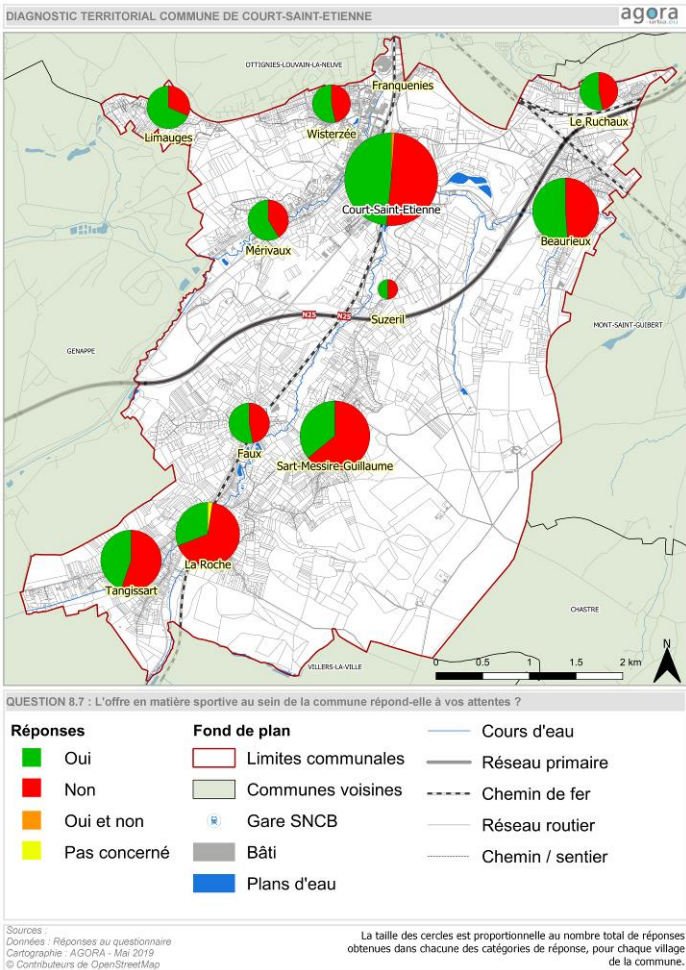 DIAGNOSTIC TERRITORIAL COMMUNE DE COURT-SAINT-ETIENNE
agora
urba.eu
OTTIGNIES-LOUVAIN-LA-NEUVE
Franquenies
Limauges
Wisterzée
Le Ruchaux
Court-Saint-Etienne
Beaurieux
Mérivaux
Suzeril
N25
N25
MONT-SAINT-GUIBERT
GENAPPE
Faux
Sart-Messire-Guillaume
La Roche
Tangissart
CHASTRE
VILLERS-LA-VILLE
0 0.5 1 1.5 2 km
N
QUESTION 8.7 : L'offre en matière sportive au sein de la commune répond-elle à vos attentes ?
Réponses
Oui
Non
Oui et non
Pas concerné
Fond de plan
Limites communales
Communes voisines
Gare SNCB
Bâti
Plans d'eau
Cours d'eau
Réseau primaire
Chemin de fer
Réseau routier
Chemin / sentier
Sources :
Données : Réponses au questionnaire
Cartographie : AGORA - Mai 2019
© Contributeurs de OpenStreetMap
La taille des cercles est proportionnelle au nombre total de réponses
obtenues dans chacune des catégories de réponse, pour chaque village
de la commune.